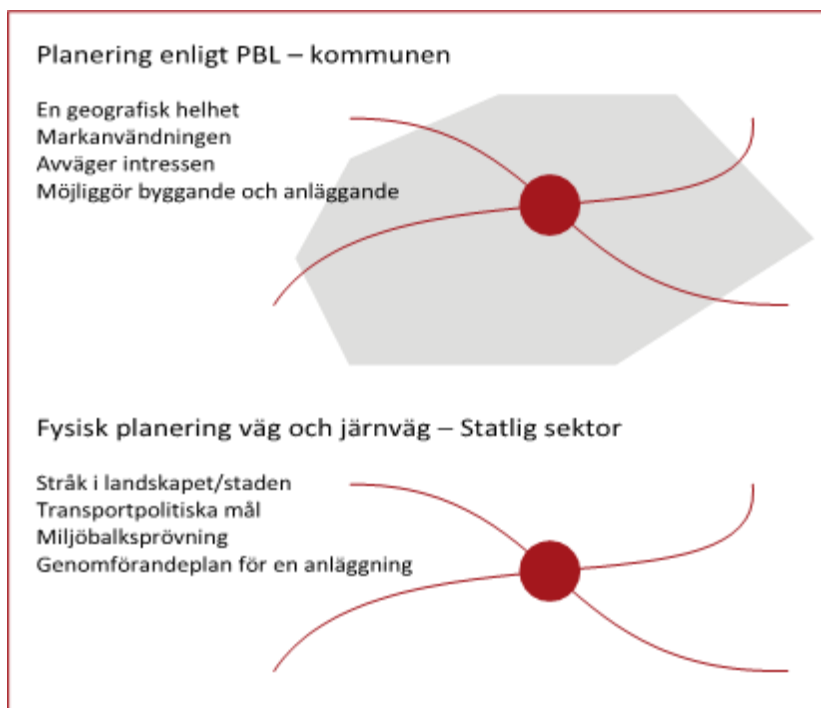 Planering enligt PBL – kommunen
En geografisk helhet
Markanvändningen
Avväger intressen
Möjliggör byggande och anläggande
Fysisk planering väg och järnväg – Statlig sektor
Stråk i landskapet/staden
Transportpolitiska mål
Miljöbalksprövning
Genomförandeplan för en anläggning